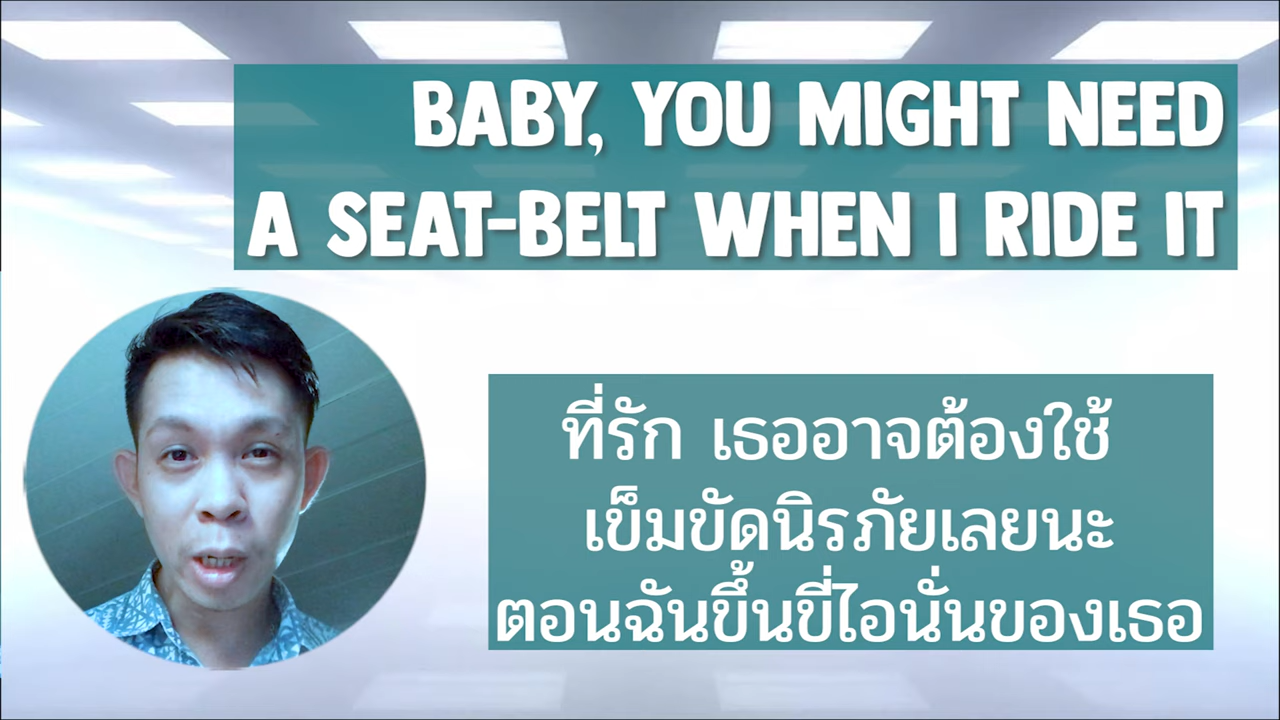 BABY, YOU MIGHT NEED
A SEAT-BELT WHEN I RIDE IT
ที่รัก เธออาจต้องใช้
เข็มขัดนิรภัยเลยนะ
ตอนฉันขึ้นขี่ไอนั่นของเธอ